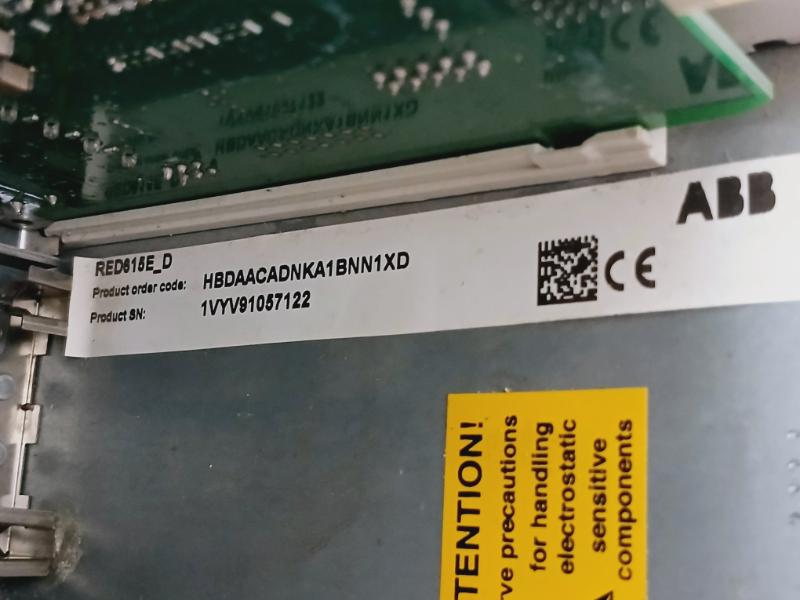 ABB
RED615E_D
Product order code: HBDAACADNKA1BNN1XD
Product SN: 1VYV91057122
CE
TENTION!
ve precautions
for handling
electrostatic
sensitive
components